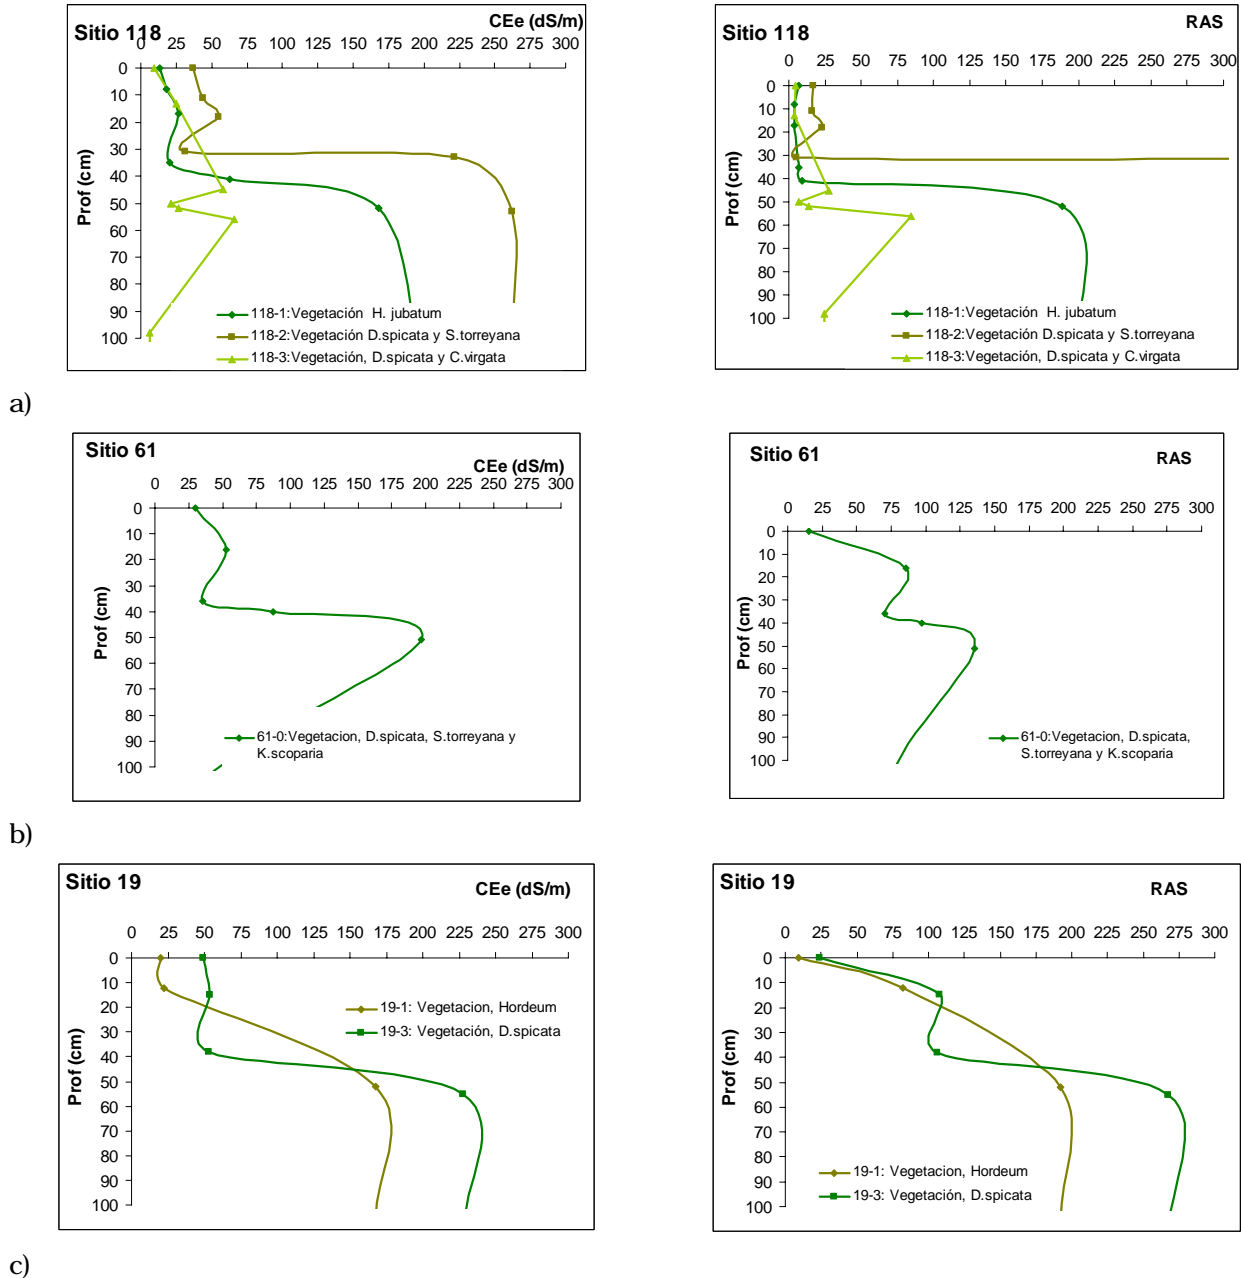 Sitio 118
CEe (dS/m)
0 25 50 75 100 125 150 175 200 225 250 275 300
Prof (cm)
0
10
20
30
40
50
60
70
80
90
100
118-1:Vegetación H. jubatum
118-2:Vegetación D.spicata y S.torreyana
118-3:Vegetación, D.spicata y C.virgata
Sitio 118
RAS
0 25 50 75 100 125 150 175 200 225 250 275 300
Prof (cm)
0
10
20
30
40
50
60
70
80
90
100
118-1:Vegetación H. jubatum
118-2:Vegetación D.spicata y S.torreyana
118-3:Vegetación, D.spicata y C.virgata
a)
Sitio 61
CEe (dS/m)
0 25 50 75 100 125 150 175 200 225 250 275 300
Prof (cm)
0
10
20
30
40
50
60
70
80
90
100
61-0:Vegetacion, D.spicata, S.torreyana y
K.scoparia
Sitio 61
RAS
0 25 50 75 100 125 150 175 200 225 250 275 300
Prof (cm)
0
10
20
30
40
50
60
70
80
90
100
61-0:Vegetacion, D.spicata,
S.torreyana y K.scoparia
b)
Sitio 19
CEe (dS/m)
0 25 50 75 100 125 150 175 200 225 250 275 300
Prof (cm)
0
10
20
30
40
50
60
70
80
90
100
19-1: Vegetacion, Hordeum
19-3: Vegetación, D.spicata
Sitio 19
RAS
0 25 50 75 100 125 150 175 200 225 250 275 300
Prof (cm)
0
10
20
30
40
50
60
70
80
90
100
19-1: Vegetacion, Hordeum
19-3: Vegetación, D.spicata
c)